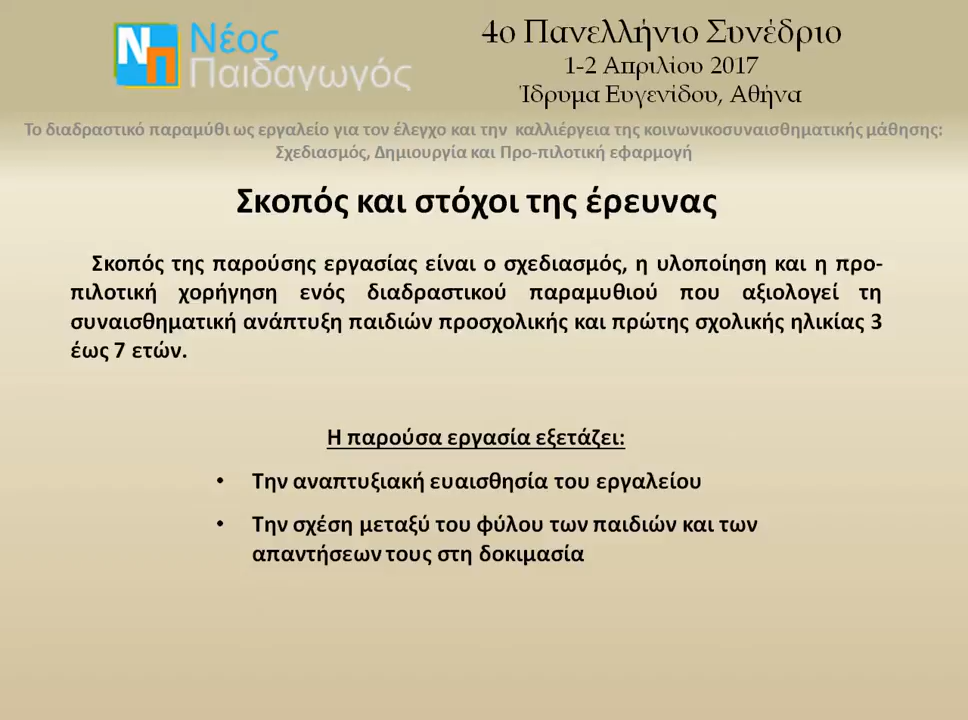 Νέος
Παιδαγωγός
4ο Πανελλήνιο Συνέδριο
1-2 Απριλίου 2017
Ίδρυμα Ευγενίδου, Αθήνα
Το διαδραστικό παραμύθι ως εργαλείο για τον έλεγχο και την καλλιέργεια της κοινωνικοσυναισθηματικής μάθησης:
Σχεδιασμός, Δημιουργία και Προ-πιλοτική εφαρμογή
Σκοπός και στόχοι της έρευνας
Σκοπός της παρούσης εργασίας είναι ο σχεδιασμός, η υλοποίηση και η προ-
πιλοτική χορήγηση ενός διαδραστικού παραμυθιού που αξιολογεί τη
συναισθηματική ανάπτυξη παιδιών προσχολικής και πρώτης σχολικής ηλικίας 3
έως 7 ετών.
Η παρούσα εργασία εξετάζει:
• Την αναπτυξιακή ευαισθησία του εργαλείου
• Την σχέση μεταξύ του φύλου των παιδιών και των
απαντήσεων τους στη δοκιμασία